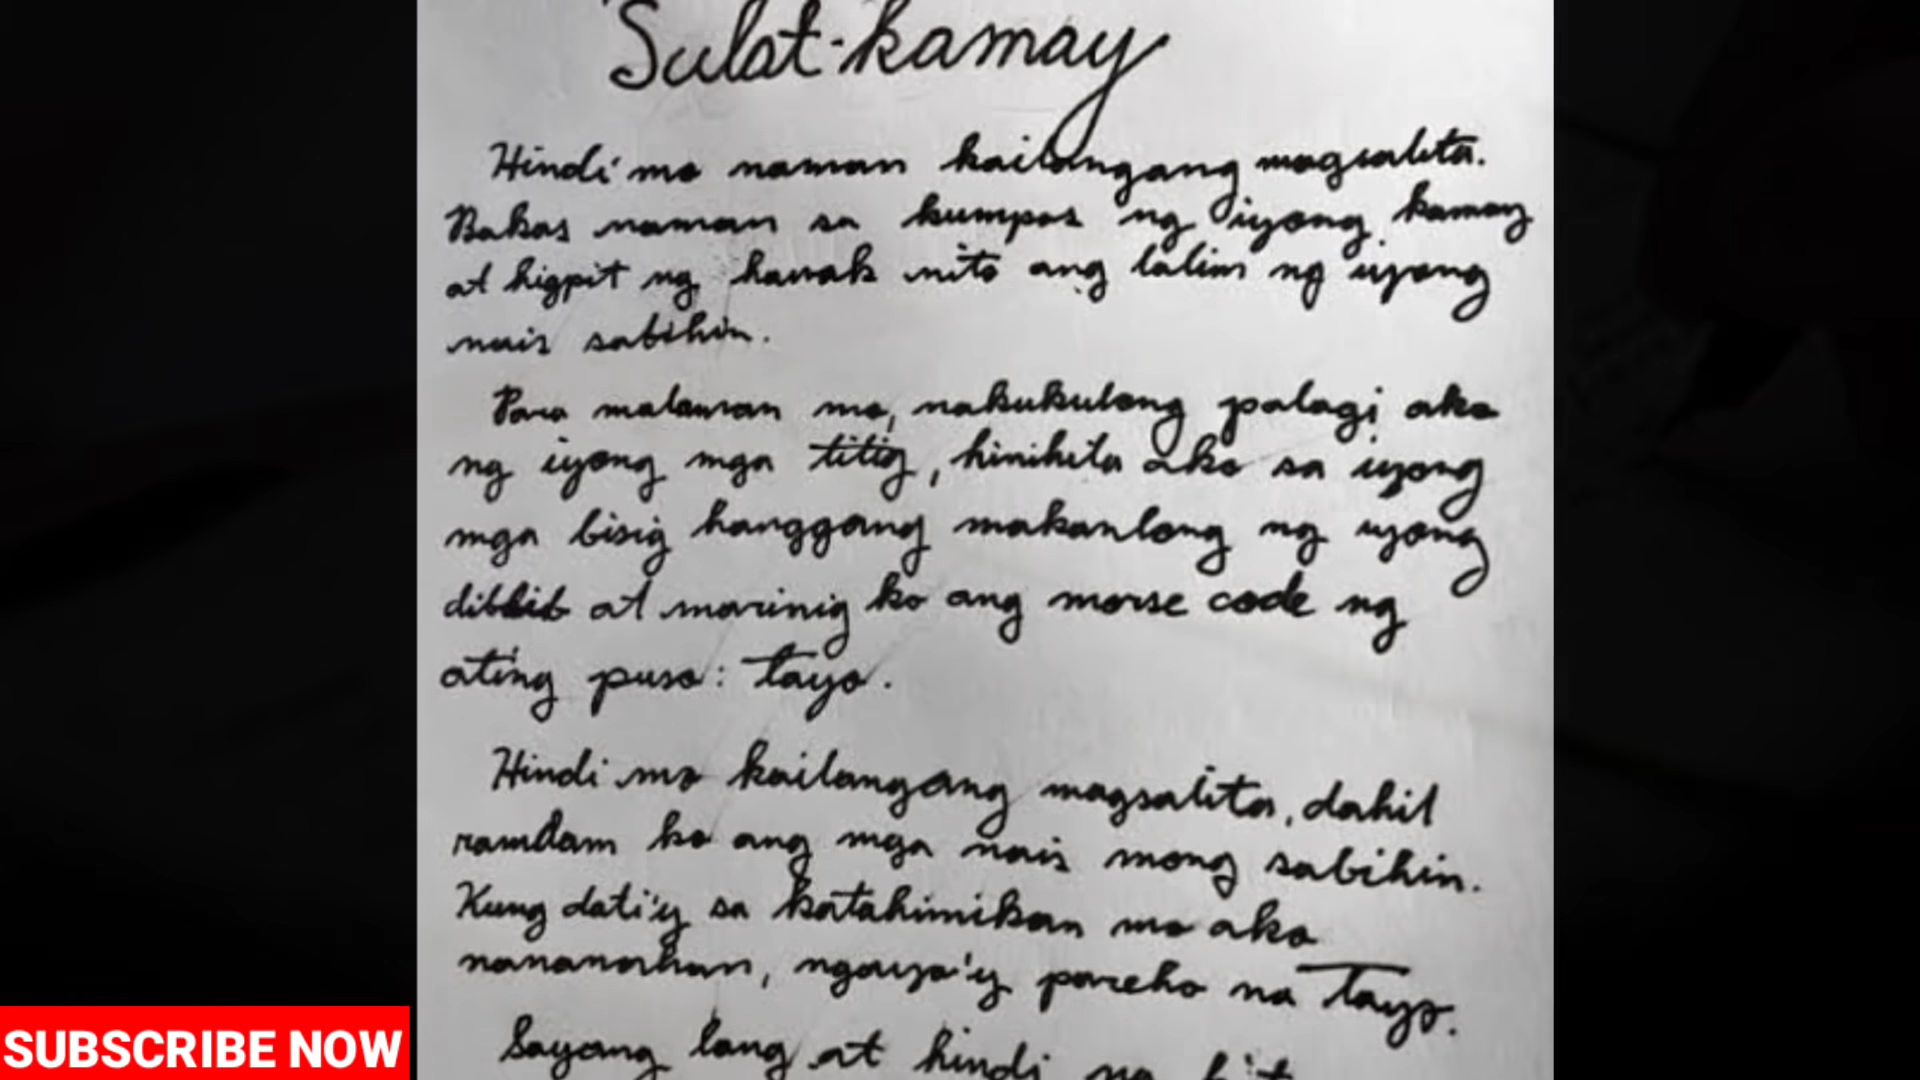 Sulat-kamay
Hindi mo naman kailangang magsalita.
Bakas naman sa kumpas ng iyong kamay
at higpit ng hawak nito ang lalim ng iyong
nais sabihin.
Para malaman mo, nakukulong palagi ako
ng iyong mga titig, hinihila ako sa iyong
mga bisig hanggang makanlong ng iyong
dibdib at marinig ko ang morse code ng
ating puso: tayo.
Hindi mo kailangang magsalita, dahil
ramdam ko ang mga nais mong sabihin.
Kung dati'y sa katahimikan mo ako
nananahan, ngayo'y pareho na Tayo.
Sayang lang at hindi na
SUBSCRIBE NOW